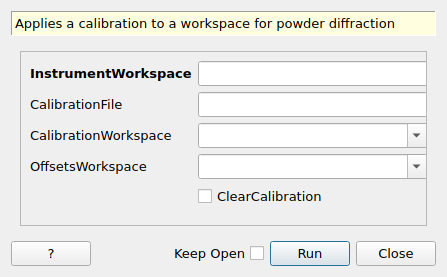 Applies a calibration to a workspace for powder diffraction
InstrumentWorkspace
CalibrationFile
CalibrationWorkspace
OffsetsWorkspace
ClearCalibration
? Keep Open Run Close